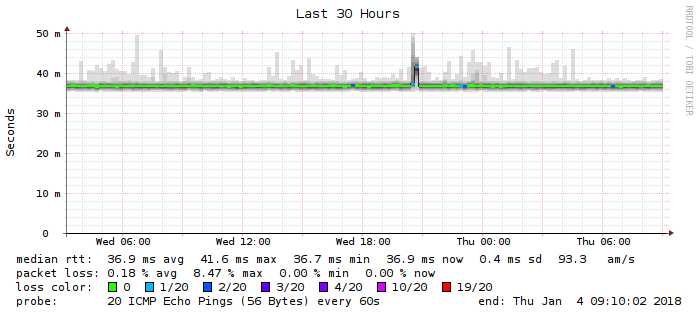 Last 30 Hours
RRDTOOL / TOBI OETIKER
Seconds
50 m
40 m
30 m
20 m
10 m
0
Wed 06:00 Wed 12:00 Wed 18:00 Thu 00:00 Thu 06:00
median rtt: 36.9 ms avg 41.6 ms max 36.7 ms min 36.9 ms now 0.4 ms sd 93.3 am/s
packet loss: 0.18 % avg 8.47 % max 0.00 % min 0.00 % now
loss color: 0 1/20 2/20 3/20 4/20 10/20 19/20
probe: 20 ICMP Echo Pings (56 Bytes) every 60s end: Thu Jan 4 09:10:02 2018